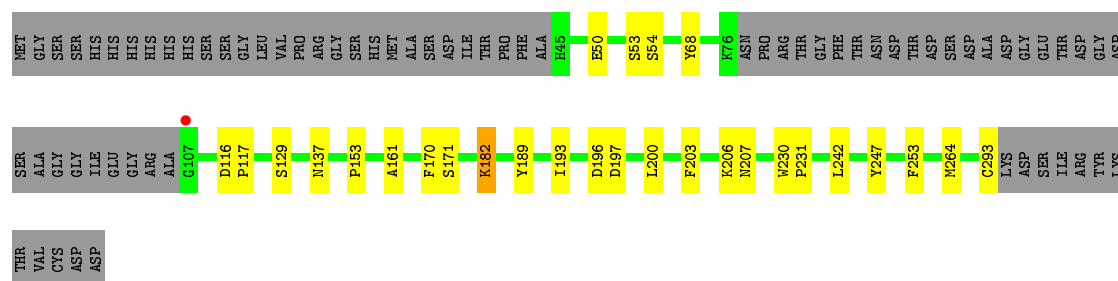 MET GLY SER SER HIS HIS HIS HIS HIS HIS SER SER GLY LEU VAL PRO ARG GLY SER HIS MET ALA SER ASP ILE THR PRO PHE ALA H45 E50 S53 S54 Y68 K76 ASN PRO ARG THR GLY PHE THR ASN ASP THR ASP SER ASP ALA ASP GLY GLU THR ASP GLY ASP
SER ALA GLY GLY ILE GLU GLY ARG ALA G107 D116 P117 S129 N137 P153 A161 F170 S171 K182 Y189 I193 D196 D197 L200 F203 K206 N207 W230 P231 L242 Y247 F253 M264 C293 LYS ASP SER ILE ARG TYR LYS
THR VAL CYS ASP ASP